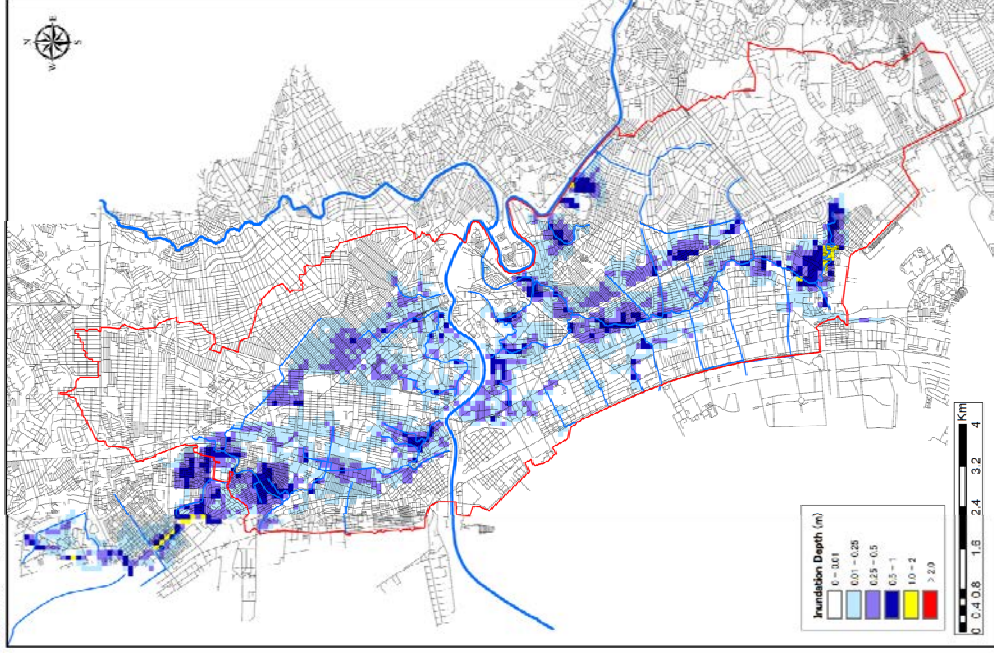 N
W E
S
Inundation Depth (m)
0 - 0.01
0.01 - 0.25
0.25 - 0.5
0.5 - 1
1.0 - 2
> 2.0
Km
0 0.4 0.8 1.6 2.4 3.2 4